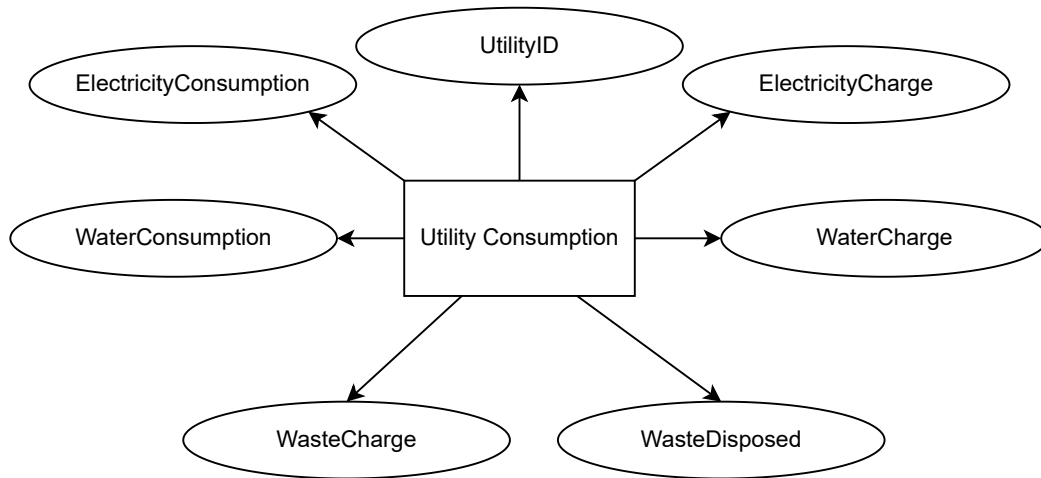 UtilityID
ElectricityConsumption
ElectricityCharge
WaterConsumption
Utility Consumption
WaterCharge
WasteCharge
WasteDisposed